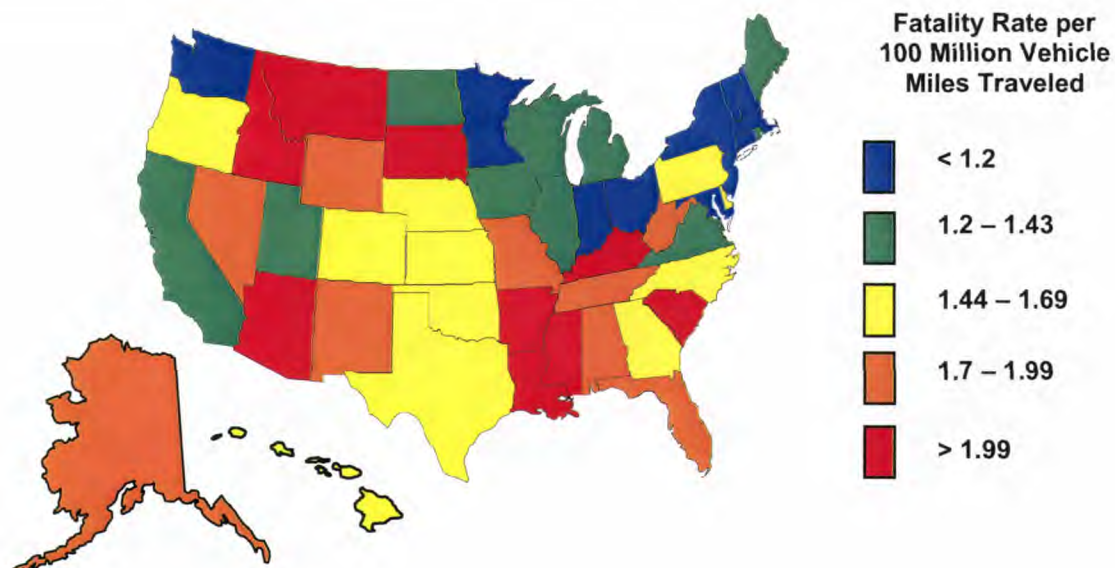 Fatality Rate per
100 Million Vehicle
Miles Traveled
< 1.2
1.2 – 1.43
1.44 – 1.69
1.7 – 1.99
> 1.99